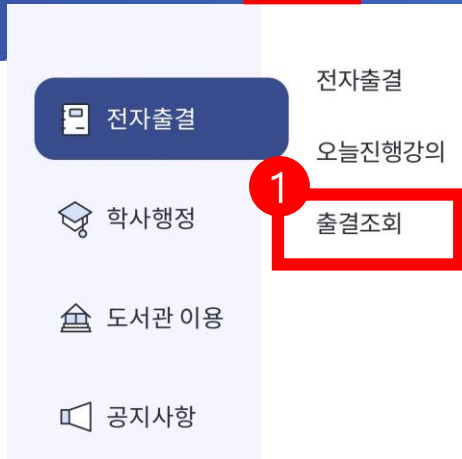 전자출결
학사행정
도서관 이용
공지사항
전자출결
오늘진행강의
1
출결조회